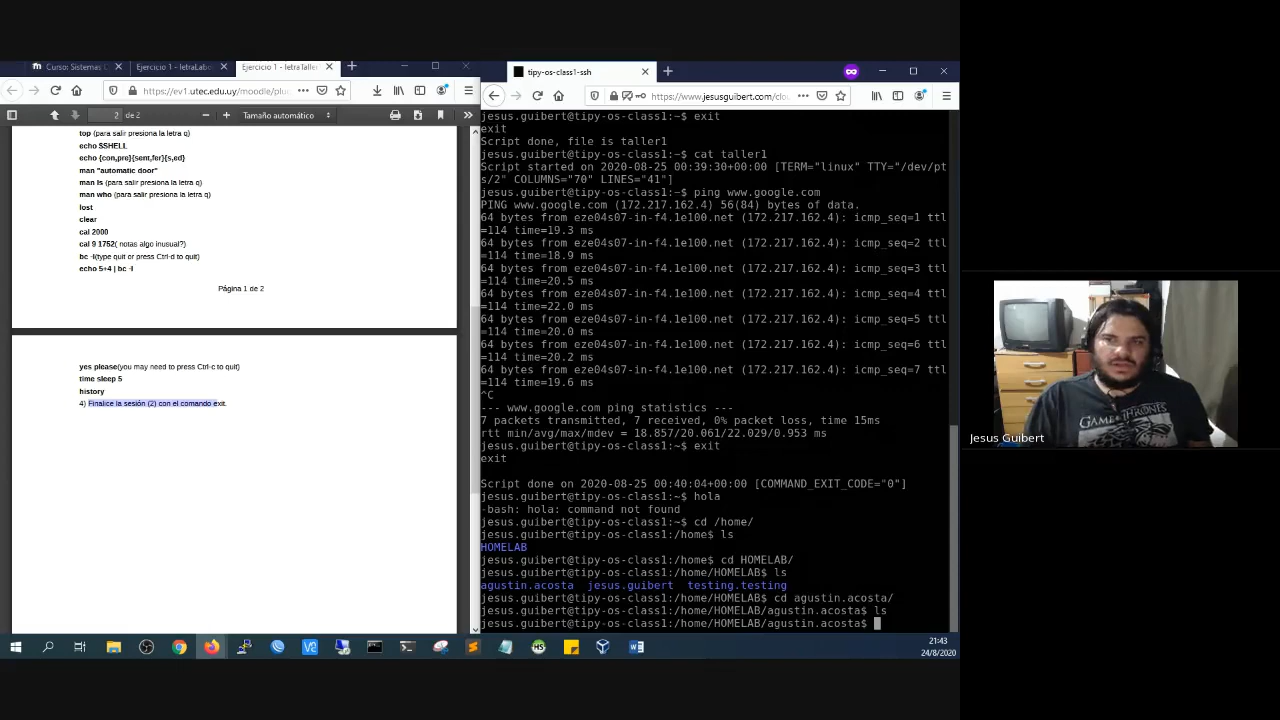 Curso: Sistemas
Ejercicio 1 - letraLab
Ejercicio 1 - letraTaller
https://ev1.utec.edu.uy/moodle/plu
2
de 2
Tamaño automático
top (para salir presiona la letra q)
echo $SHELL
echo {con,pre}{sent,fer}{s,ed}
man "automatic door"
man ls (para salir presiona la letra q)
man who (para salir presiona la letra q)
lost
clear
cal 2000
cal 9 1752( notas algo inusual?)
bc -l(type quit or press Ctrl-d to quit)
echo 5+4 | bc -l
Página 1 de 2
yes please(you may need to press Ctrl-c to quit)
time sleep 5
history
4) Finalice la sesión (2) con el comando exit.
tipy-os-class1-ssh
https://www.jesusguibert.com/clo
jesus.guibert@tipy-os-class1:~$ exit
exit
Script done, file is taller1
jesus.guibert@tipy-os-class1:~$ cat taller1
Script started on 2020-08-25 00:39:30+00:00 [TERM="linux" TTY="/dev/pt
s/2" COLUMNS="70" LINES="41"]
jesus.guibert@tipy-os-class1:~$ ping www.google.com
PING www.google.com (172.217.162.4) 56(84) bytes of data.
64 bytes from eze04s07-in-f4.1e100.net (172.217.162.4): icmp_seq=1 ttl
=114 time=19.3 ms
64 bytes from eze04s07-in-f4.1e100.net (172.217.162.4): icmp_seq=2 ttl
=114 time=18.9 ms
64 bytes from eze04s07-in-f4.1e100.net (172.217.162.4): icmp_seq=3 ttl
=114 time=20.5 ms
64 bytes from eze04s07-in-f4.1e100.net (172.217.162.4): icmp_seq=4 ttl
=114 time=22.0 ms
64 bytes from eze04s07-in-f4.1e100.net (172.217.162.4): icmp_seq=5 ttl
=114 time=20.0 ms
64 bytes from eze04s07-in-f4.1e100.net (172.217.162.4): icmp_seq=6 ttl
=114 time=20.2 ms
64 bytes from eze04s07-in-f4.1e100.net (172.217.162.4): icmp_seq=7 ttl
=114 time=19.6 ms
^C
--- www.google.com ping statistics ---
7 packets transmitted, 7 received, 0% packet loss, time 15ms
rtt min/avg/max/mdev = 18.857/20.061/22.029/0.953 ms
jesus.guibert@tipy-os-class1:~$ exit
exit
Script done on 2020-08-25 00:40:04+00:00 [COMMAND_EXIT_CODE="0"]
jesus.guibert@tipy-os-class1:~$ hola
-bash: hola: command not found
jesus.guibert@tipy-os-class1:~$ cd /home/
jesus.guibert@tipy-os-class1:/home$ ls
HOMELAB
jesus.guibert@tipy-os-class1:/home$ cd HOMELAB/
jesus.guibert@tipy-os-class1:/home/HOMELAB$ ls
agustin.acosta jesus.guibert testing.testing
jesus.guibert@tipy-os-class1:/home/HOMELAB$ cd agustin.acosta/
jesus.guibert@tipy-os-class1:/home/HOMELAB/agustin.acosta$ ls
jesus.guibert@tipy-os-class1:/home/HOMELAB/agustin.acosta$
21:43
24/8/2020
GAME OF THRONES
Jesus Guibert